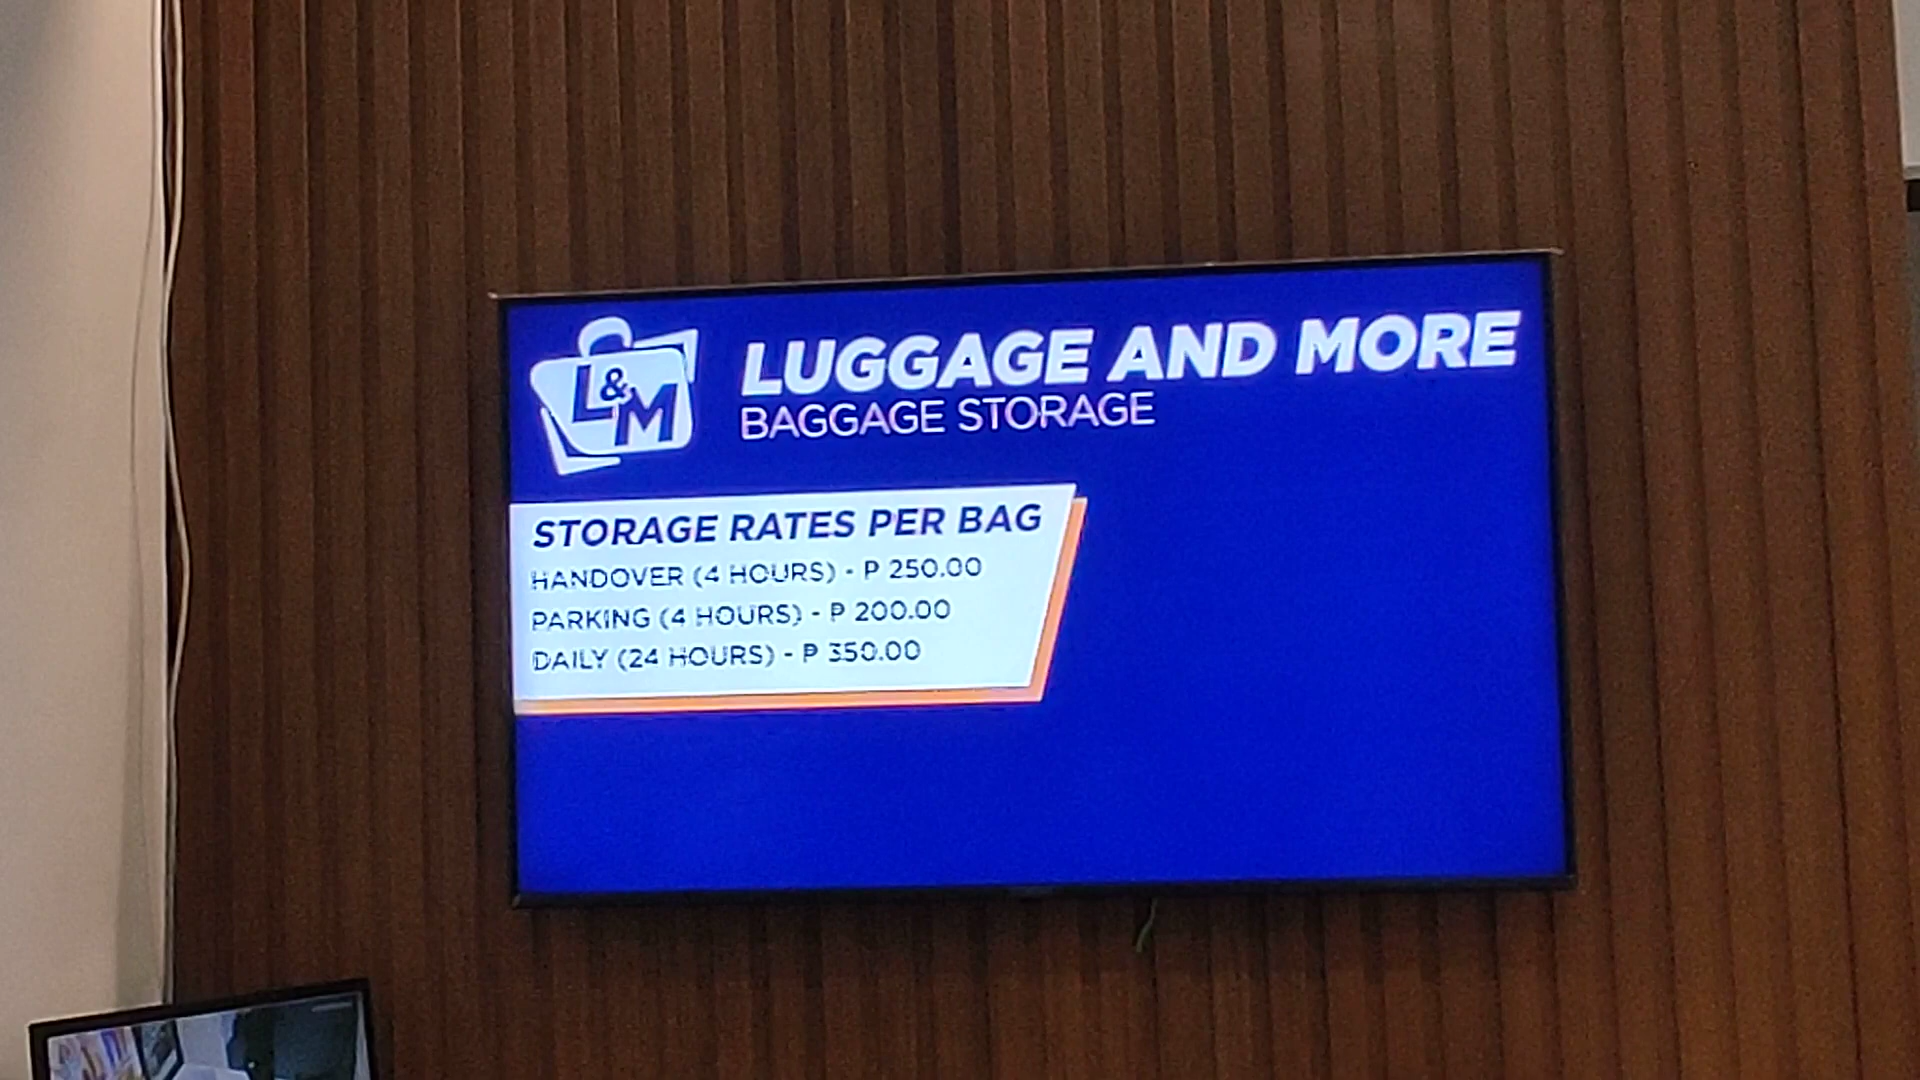 L&M
LUGGAGE AND MORE
BAGGAGE STORAGE
STORAGE RATES PER BAG
HANDOVER (4 HOURS) - ₱ 250.00
PARKING (4 HOURS) - ₱ 200.00
DAILY (24 HOURS) - ₱ 350.00